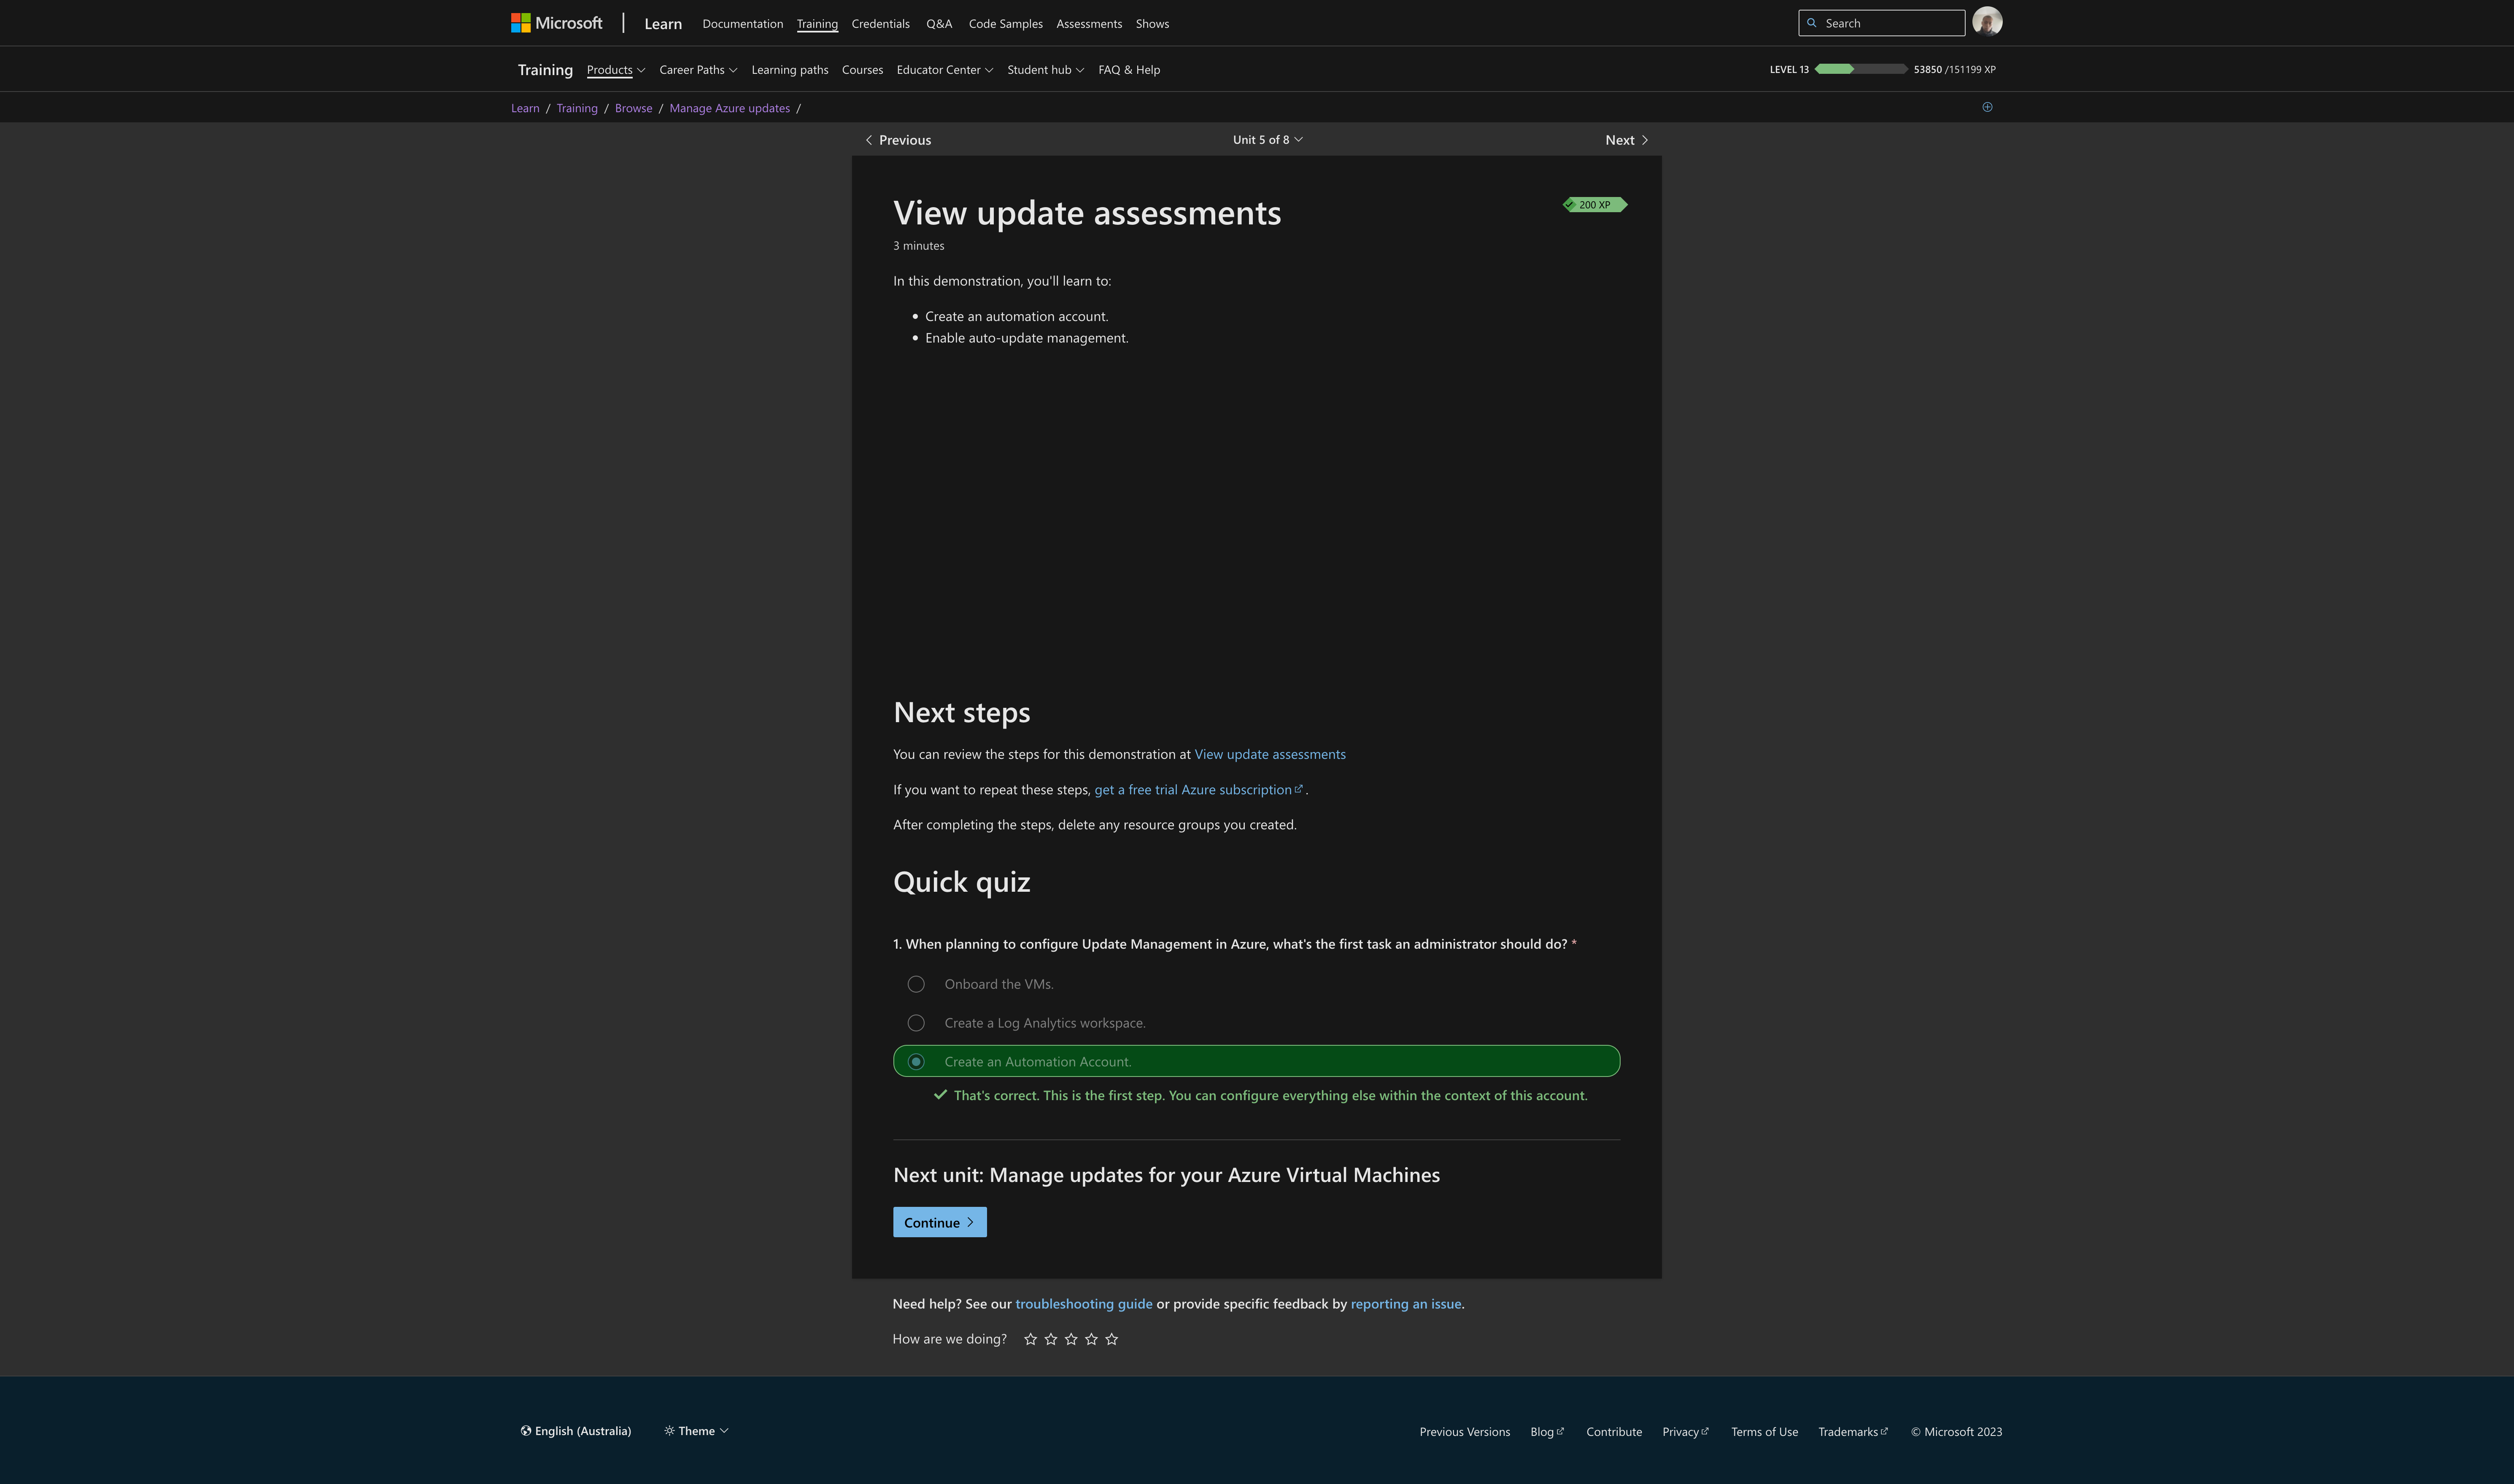 Microsoft | Learn Documentation Training Credentials Q&A Code Samples Assessments Shows Search
Training Products Career Paths Learning paths Courses Educator Center Student hub FAQ & Help LEVEL 13 53850 /151199 XP
Learn / Training / Browse / Manage Azure updates /
Previous Unit 5 of 8 Next
View update assessments
200 XP
3 minutes
In this demonstration, you'll learn to:
• Create an automation account.
• Enable auto-update management.
Next steps
You can review the steps for this demonstration at View update assessments
If you want to repeat these steps, get a free trial Azure subscription .
After completing the steps, delete any resource groups you created.
Quick quiz
1. When planning to configure Update Management in Azure, what's the first task an administrator should do? *
Onboard the VMs.
Create a Log Analytics workspace.
Create an Automation Account.
That's correct. This is the first step. You can configure everything else within the context of this account.
Next unit: Manage updates for your Azure Virtual Machines
Continue
Need help? See our troubleshooting guide or provide specific feedback by reporting an issue.
How are we doing?
English (Australia) Theme Previous Versions Blog Contribute Privacy Terms of Use Trademarks © Microsoft 2023